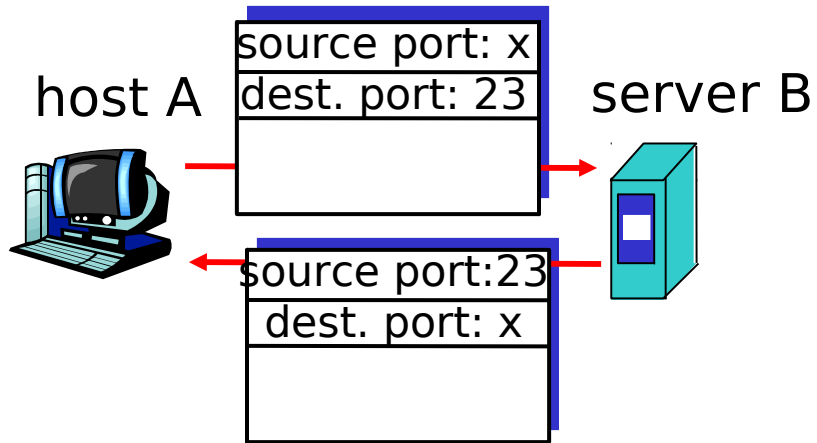 source port: x
dest. port: 23
host A
server B
source port:23
dest. port: x